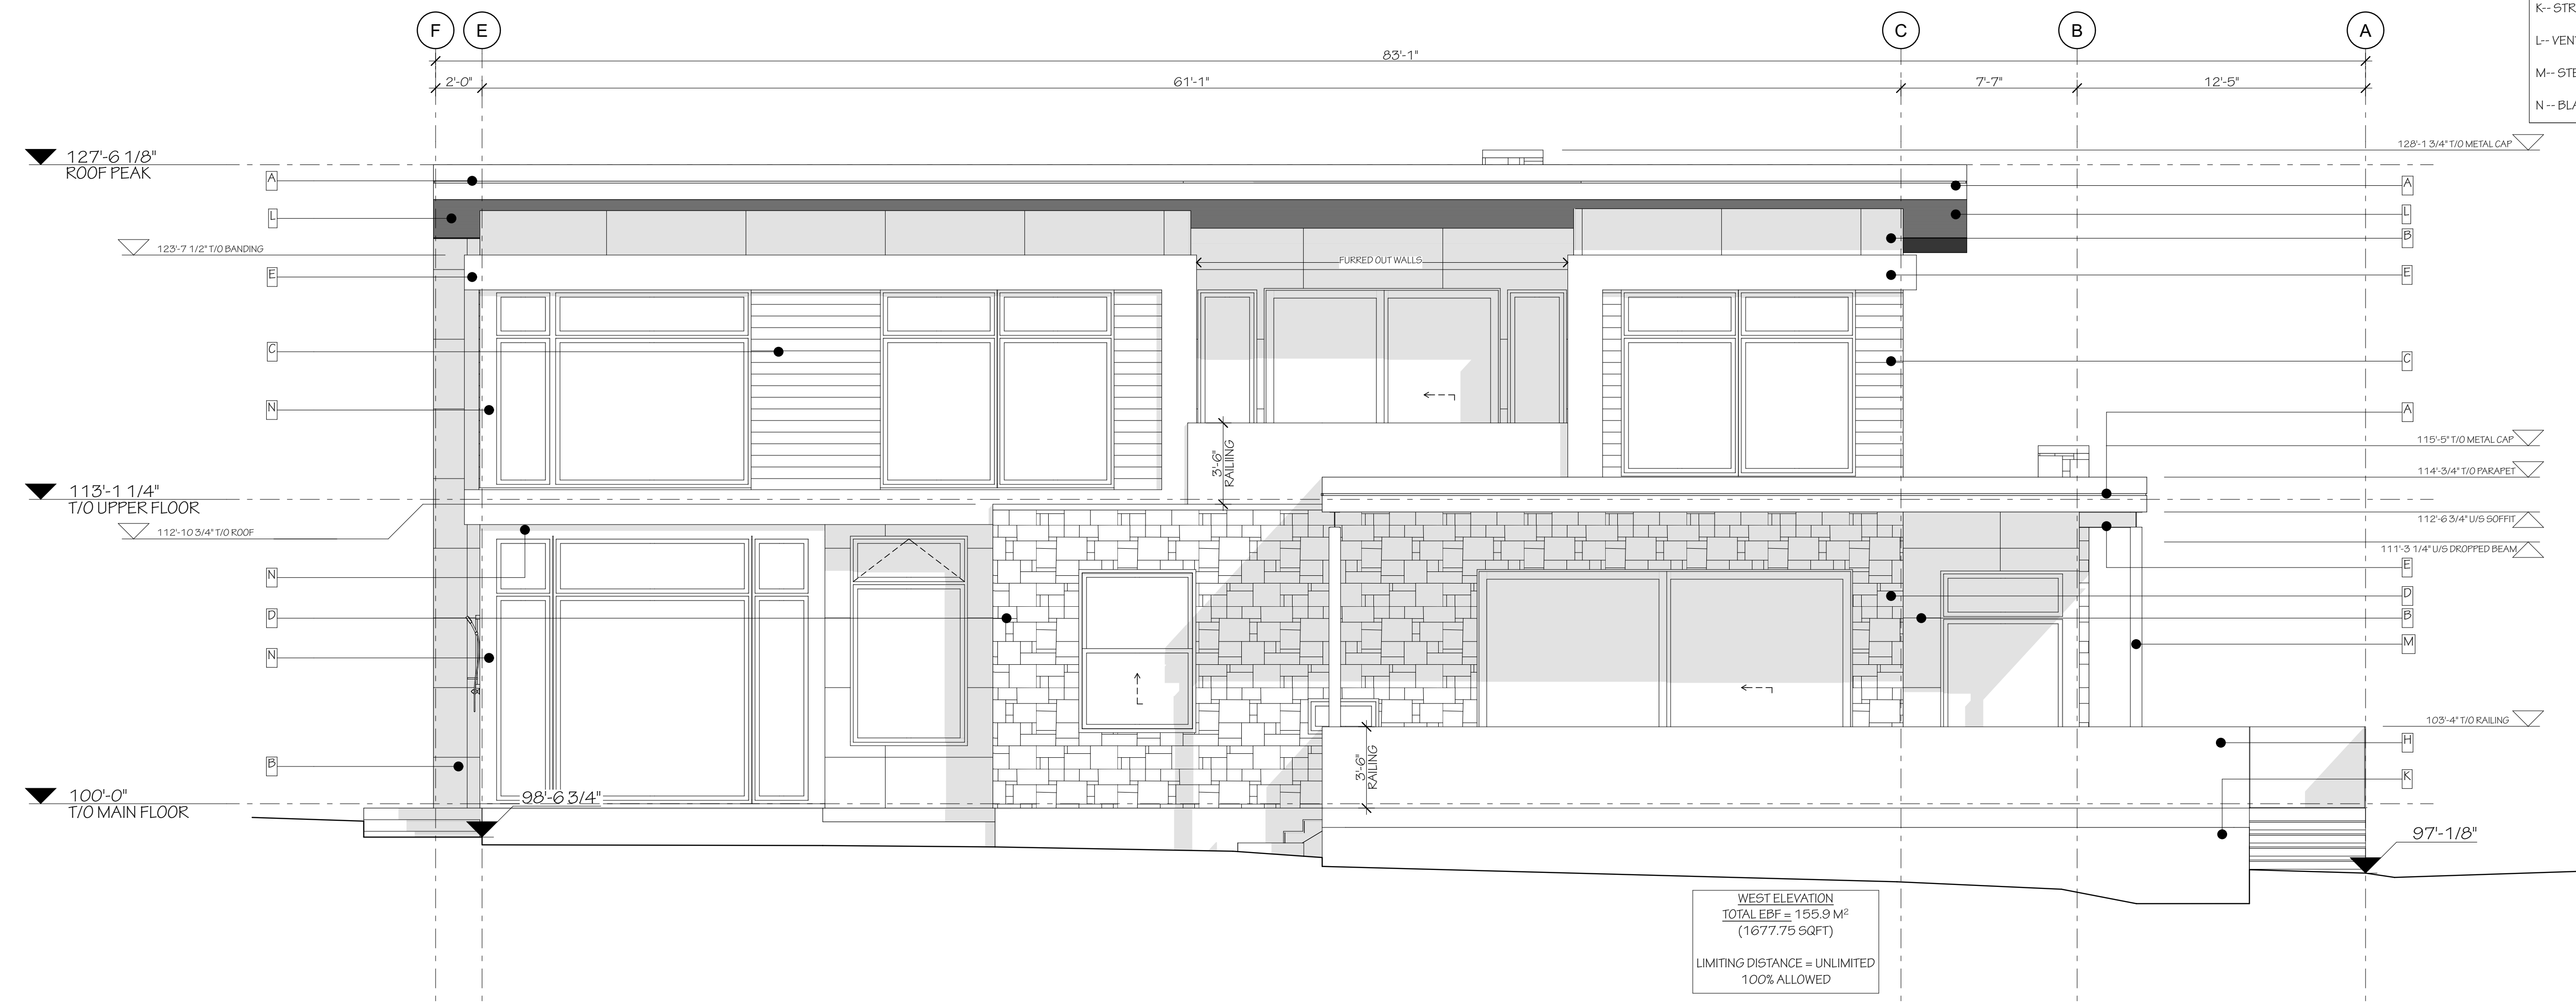 K-- STR
L-- VEN
M-- STE
N -- BLA
F
E
C
B
A
83'-1"
2'-0"
61'-1"
7'-7"
12'-5"
127'-6 1/8"
ROOF PEAK
128'-1 3/4" T/O METAL CAP
A
A
L
L
B
123'-7 1/2" T/O BANDING
FURRED OUT WALLS
E
E
C
C
N
A
3'-6"
RAILIING
115'-5" T/O METAL CAP
114'-3/4" T/O PARAPET
113'-1 1/4"
T/O UPPER FLOOR
112'-10 3/4" T/O ROOF
112'-6 3/4" U/S SOFFIT
111'-3 1/4" U/S DROPPED BEAM
E
N
D
D
B
M
N
103'-4" T/O RAILING
H
3'-6"
RAILING
K
B
100'-0"
T/O MAIN FLOOR
98'-6 3/4"
97'-1/8"
WEST ELEVATION
TOTAL EBF = 155.9 M²
(1677.75 SQFT)
LIMITING DISTANCE = UNLIMITED
100% ALLOWED